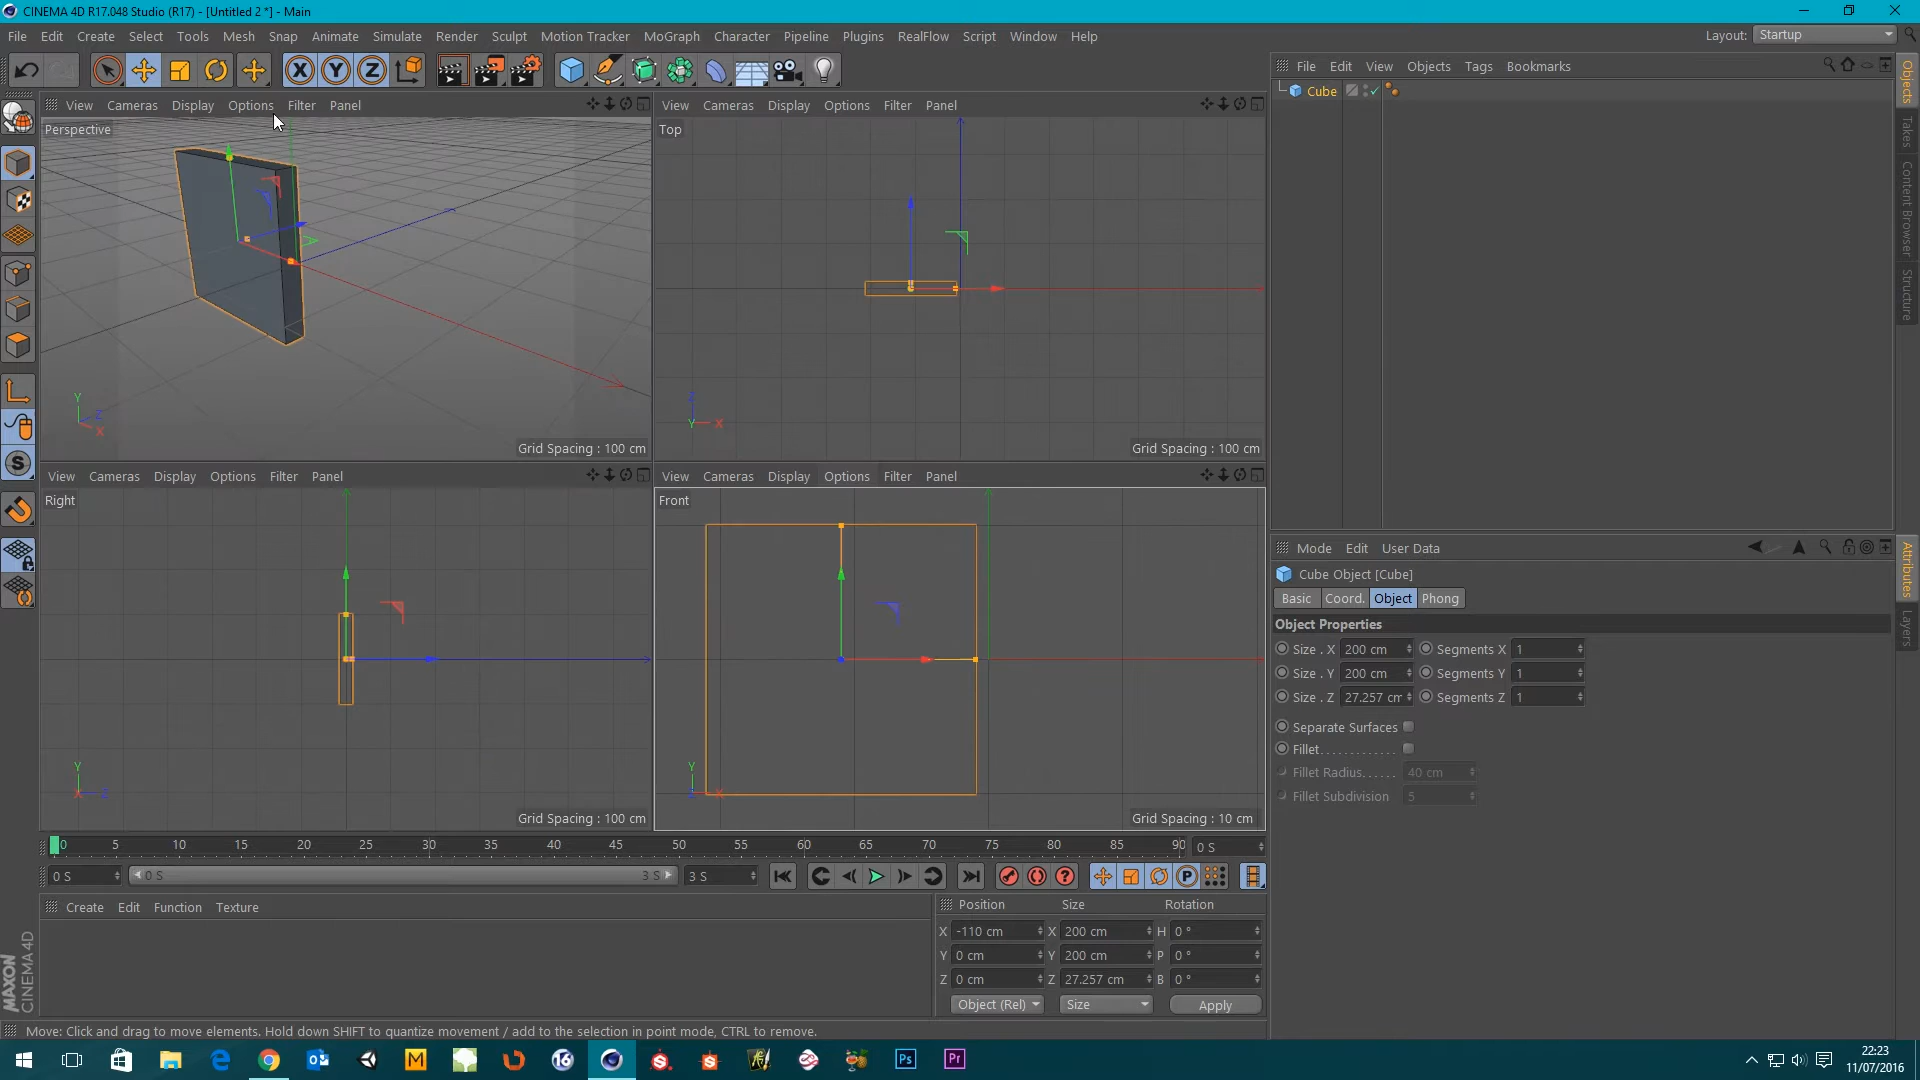 CINEMA 4D R17.048 Studio (R17) - [Untitled 2 *] - Main
File Edit Create Select Tools Mesh Snap Animate Simulate Render Sculpt Motion Tracker MoGraph Character Pipeline Plugins RealFlow Script Window Help
Layout: Startup
X Y Z
File Edit View Objects Tags Bookmarks
Cube
Objects
Takes
Content Browser
Structure
View Cameras Display Options Filter Panel
Perspective
Y
Z
X
Grid Spacing : 100 cm
View Cameras Display Options Filter Panel
Top
Z
Y X
Grid Spacing : 100 cm
View Cameras Display Options Filter Panel
Right
Y
X Z
Grid Spacing : 100 cm
View Cameras Display Options Filter Panel
Front
Y
Z X
Grid Spacing : 10 cm
S
Mode Edit User Data
Cube Object [Cube]
Basic Coord. Object Phong
Object Properties
Size . X 200 cm Segments X 1
Size . Y 200 cm Segments Y 1
Size . Z 27.257 cm Segments Z 1
Separate Surfaces
Fillet
Fillet Radius 40 cm
Fillet Subdivision 5
Attributes
Layers
0 5 10 15 20 25 30 35 40 45 50 55 60 65 70 75 80 85 90 0 S
0 S 0 S 3 S 3 S P
Create Edit Function Texture
Position Size Rotation
X -110 cm X 200 cm H 0 °
Y 0 cm Y 200 cm P 0 °
Z 0 cm Z 27.257 cm B 0 °
Object (Rel) Size Apply
MAXON
CINEMA 4D
Move: Click and drag to move elements. Hold down SHIFT to quantize movement / add to the selection in point mode, CTRL to remove.
M 16 Ps Pr
22:23
11/07/2016